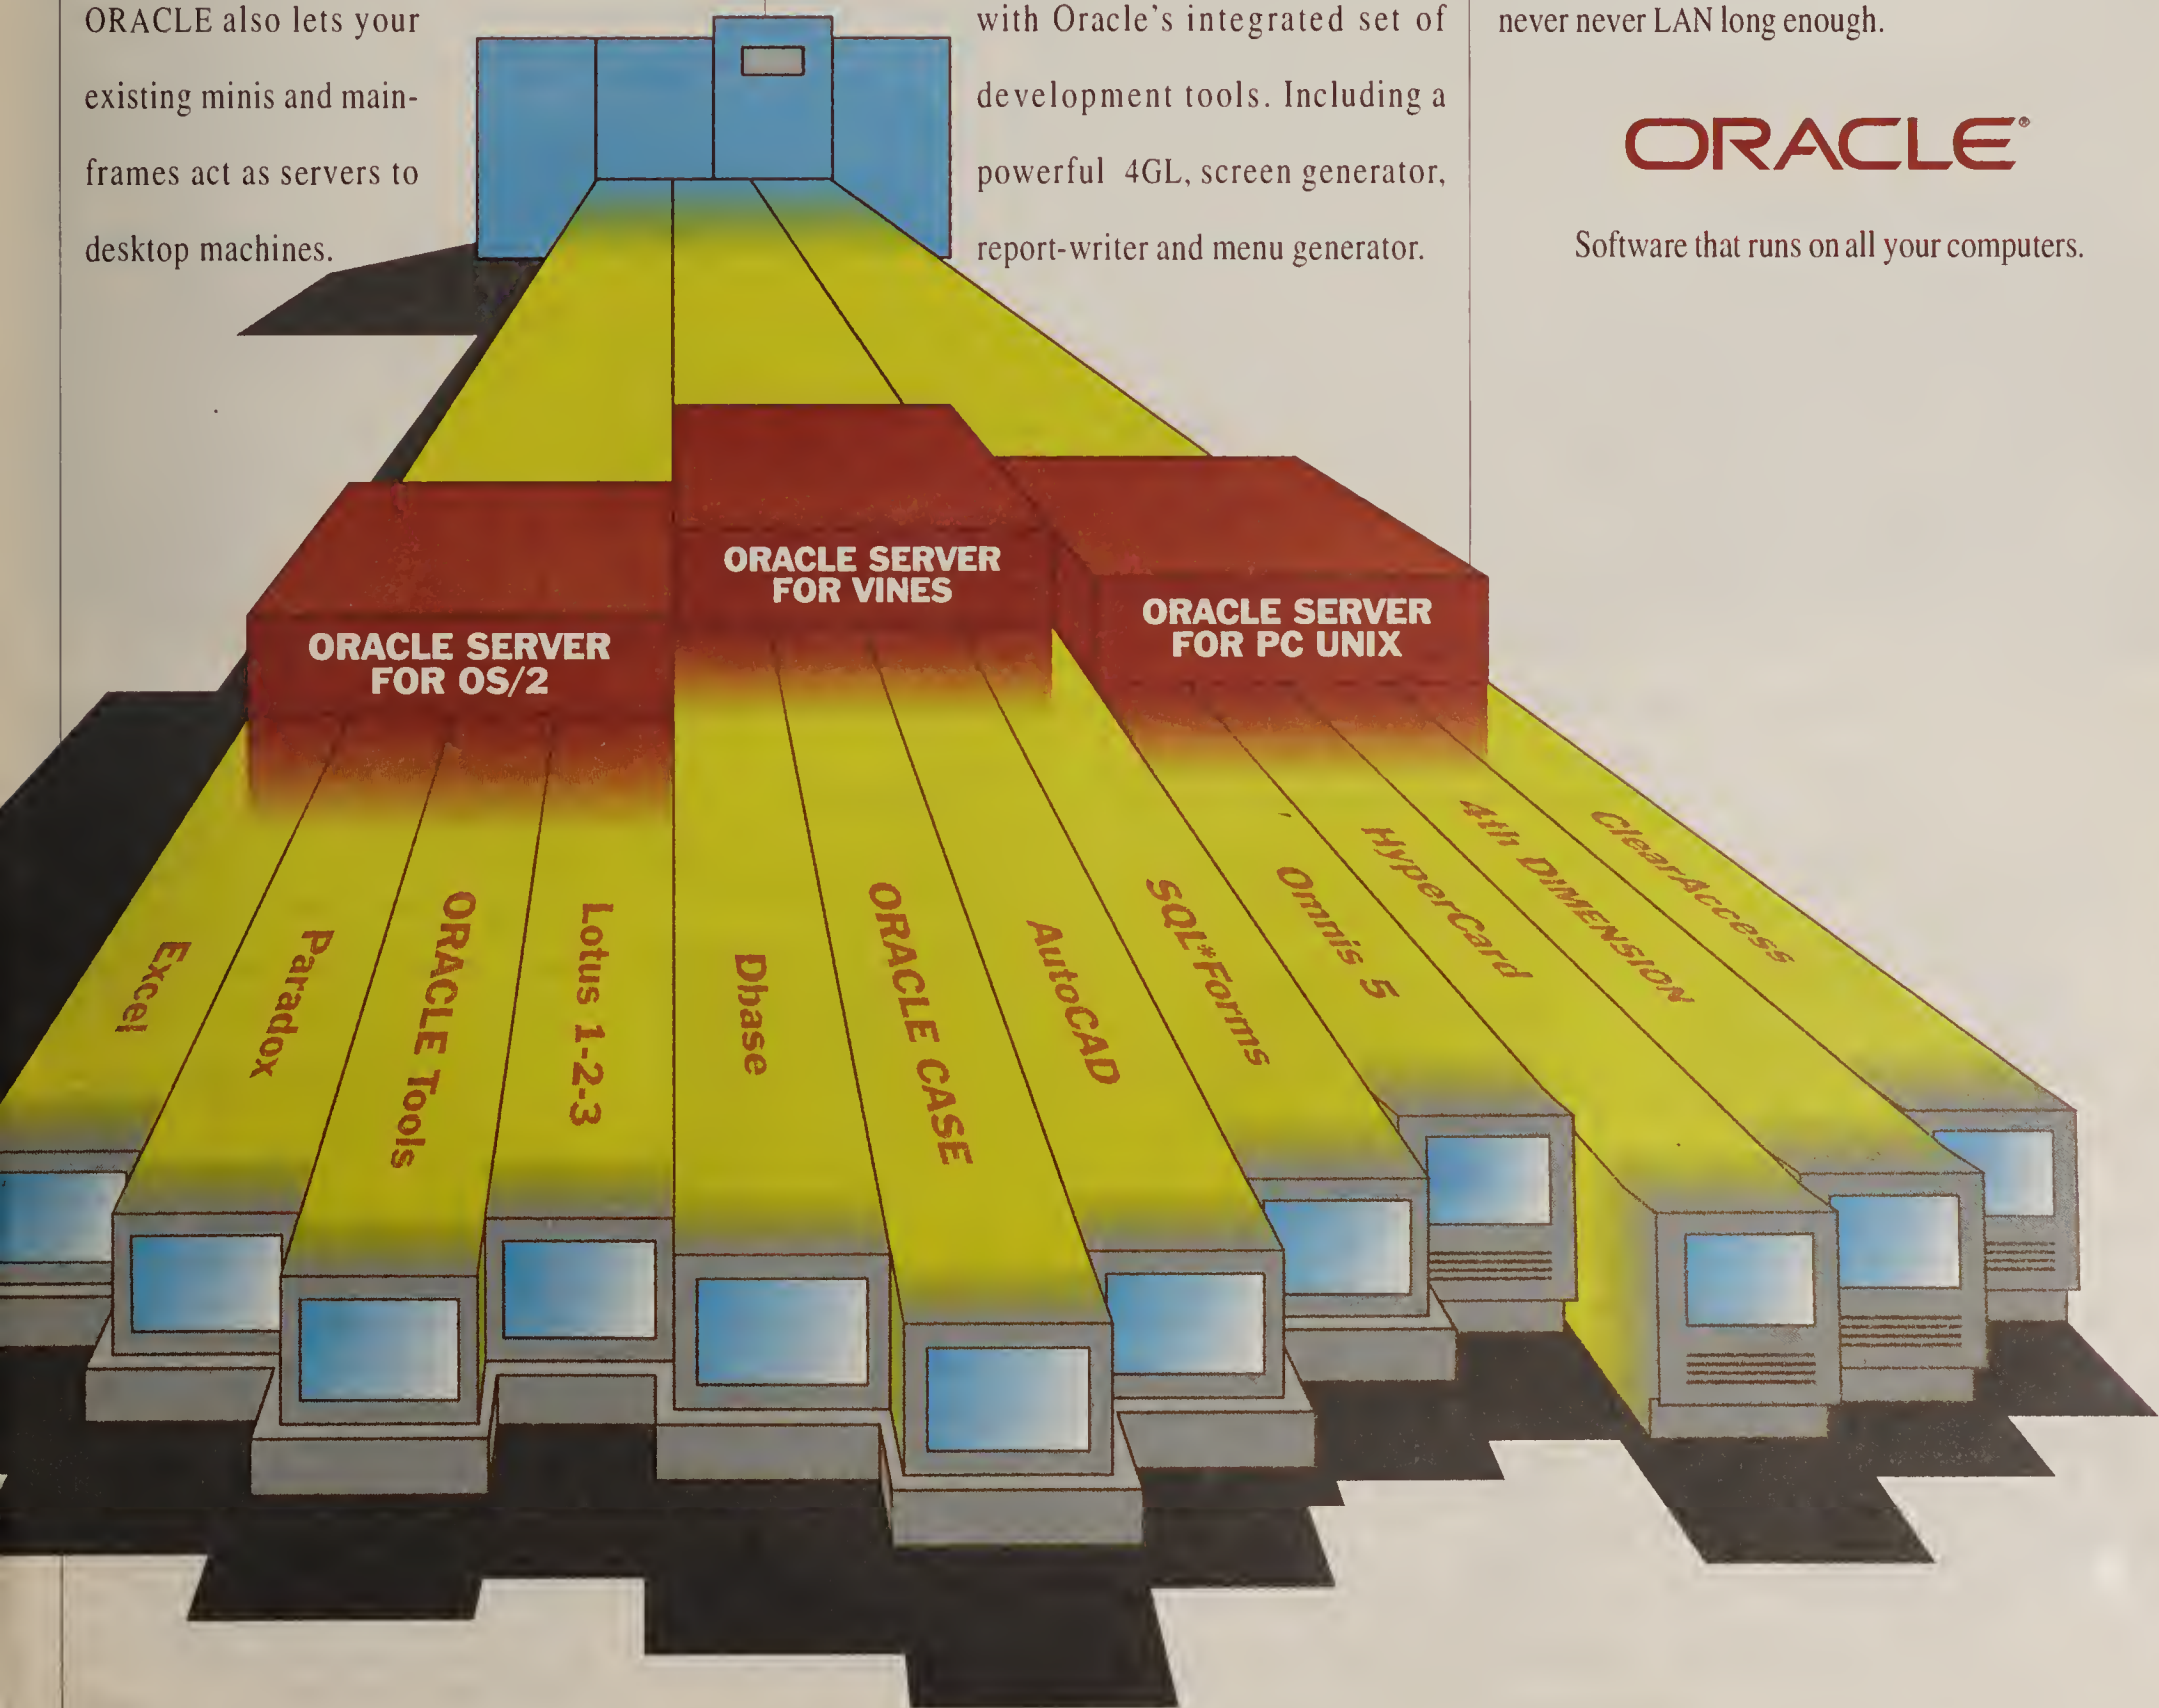 ORACLE also lets your
existing minis and main-
frames act as servers to
desktop machines.
with Oracle's integrated set of
development tools. Including a
powerful 4GL, screen generator,
report-writer and menu generator.
never never LAN long enough.
ORACLE®
Software that runs on all your computers.
ORACLE SERVER
FOR OS/2
ORACLE SERVER
FOR VINES
ORACLE SERVER
FOR PC UNIX
Excel
Paradox
ORACLE Tools
Lotus 1-2-3
Dbase
ORACLE CASE
AutoCAD
SQL*Forms
Omnis 5
HyperCard
4th DIMENSION
ClearAccess